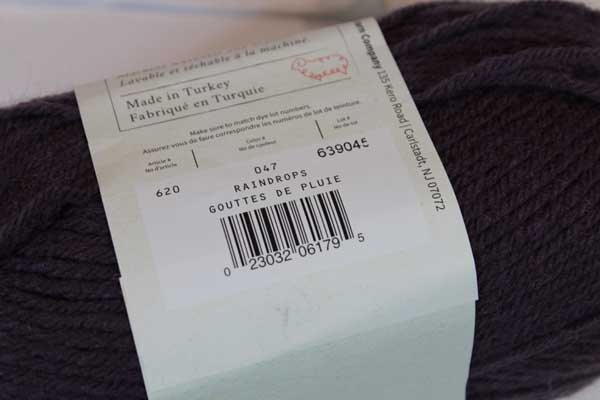 Lavable et séchable à la machine.
Made in Turkey
Fabriqué en Turquie
Make sure to match dye lot numbers.
Assurez-vous de faire correspondre les numéros de lot de teinture.
Article #
No d'article
Color #
No de couleur
Lot #
No de lot
620
047
639045
RAINDROPS
GOUTTES DE PLUIE
0 23032 06179 5
Company 135 Kero Road | Carlstadt, NJ 07072